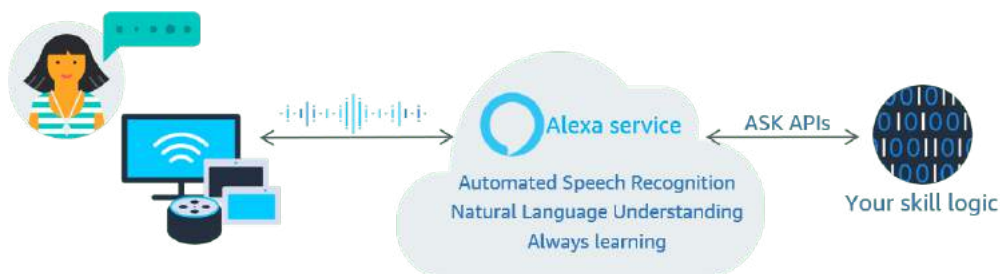 Alexa service
Automated Speech Recognition
Natural Language Understanding
Always learning
ASK APIs
Your skill logic